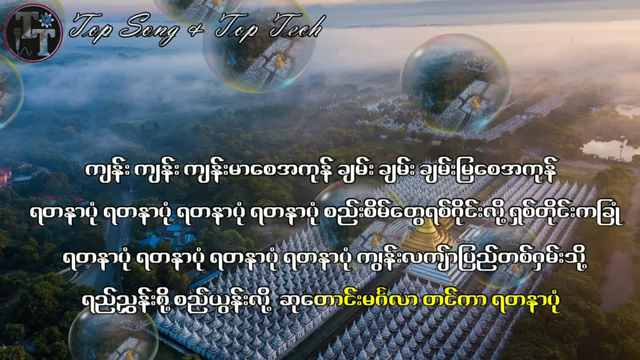 Top Song & Top Tech
TT
ကျန်း ကျန်း ကျန်းမာစေအကုန် ချမ်း ချမ်း ချမ်းမြစေအကုန်
ရတနာပုံ ရတနာပုံ ရတနာပုံ ရတနာပုံ စည်းစိမ်တွေရစ်ဝိုင်းလို့ ရှစ်တိုင်းကခြုံ
ရတနာပုံ ရတနာပုံ ရတနာပုံ ရတနာပုံ ကျွန်းလက်ျာပြည်တစ်ဂှမ်းသို့
ရည်ညွှန်းစို့ စည်ယွန်းလို့ ဆုတောင်းမင်္ဂလာ တင်ကာ ရတနာပုံ